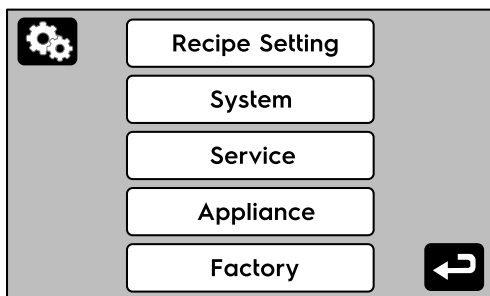 Recipe Setting
System
Service
Appliance
Factory